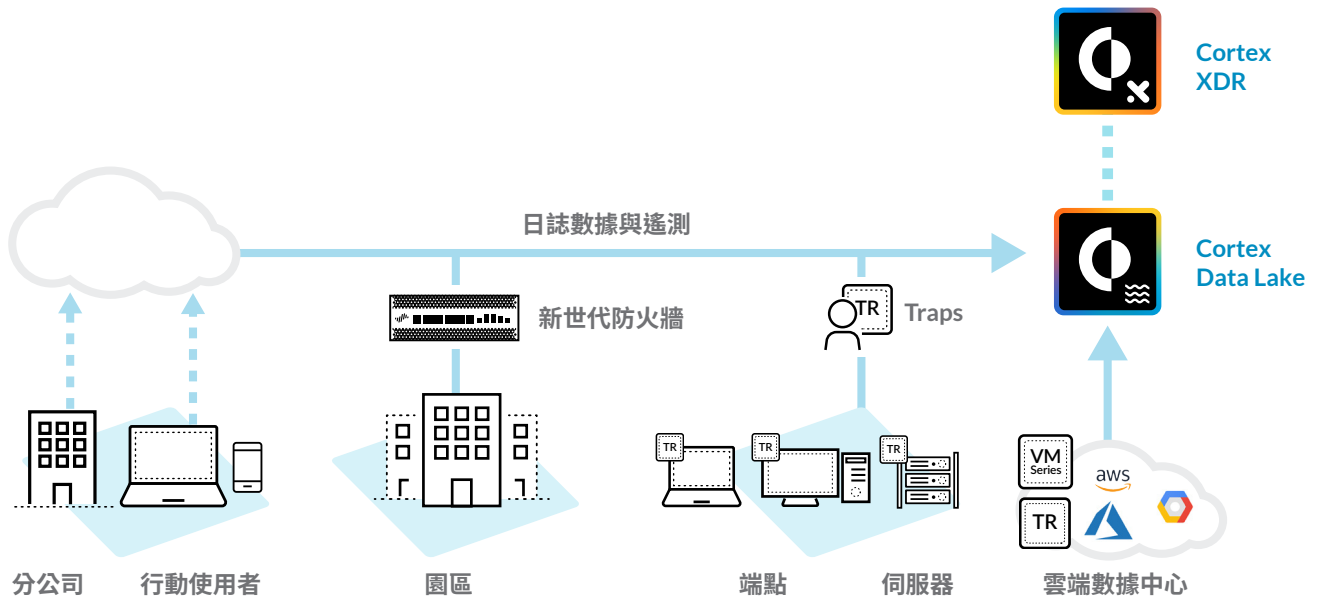 Cortex
XDR
日誌數據與遙測
Cortex
Data Lake
新世代防火牆
TR
Traps
TR
TR
TR
VM
Series
aws
TR
分公司
行動使用者
園區
端點
伺服器
雲端數據中心